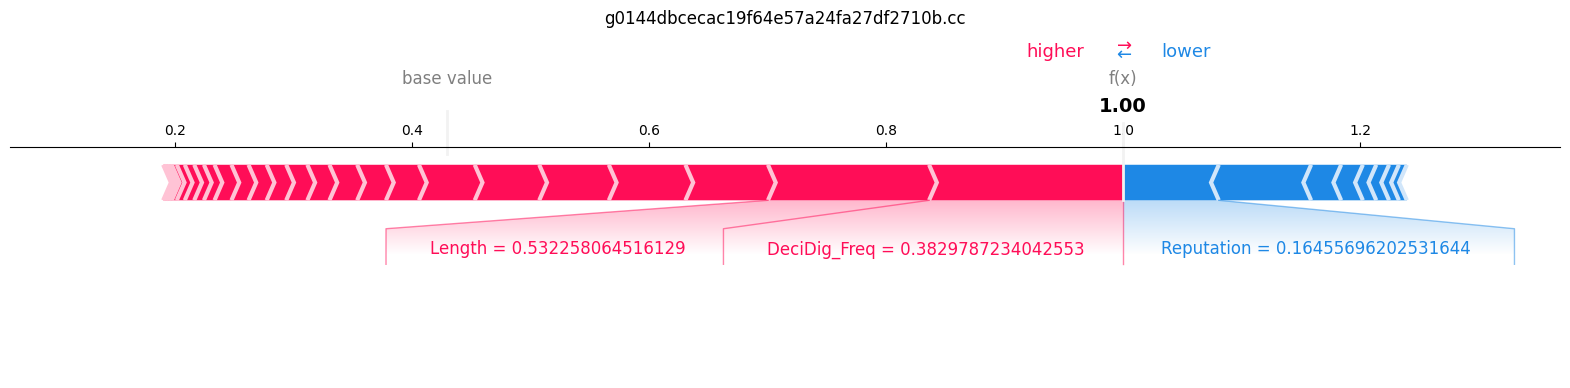 g0144dbcecac19f64e57a24fa27df2710b.cc
higher ⇄ lower
base value f(x)
1.00
0.2 0.4 0.6 0.8 1.0 1.2
Length = 0.532258064516129 DeciDig_Freq = 0.3829787234042553 Reputation = 0.16455696202531644